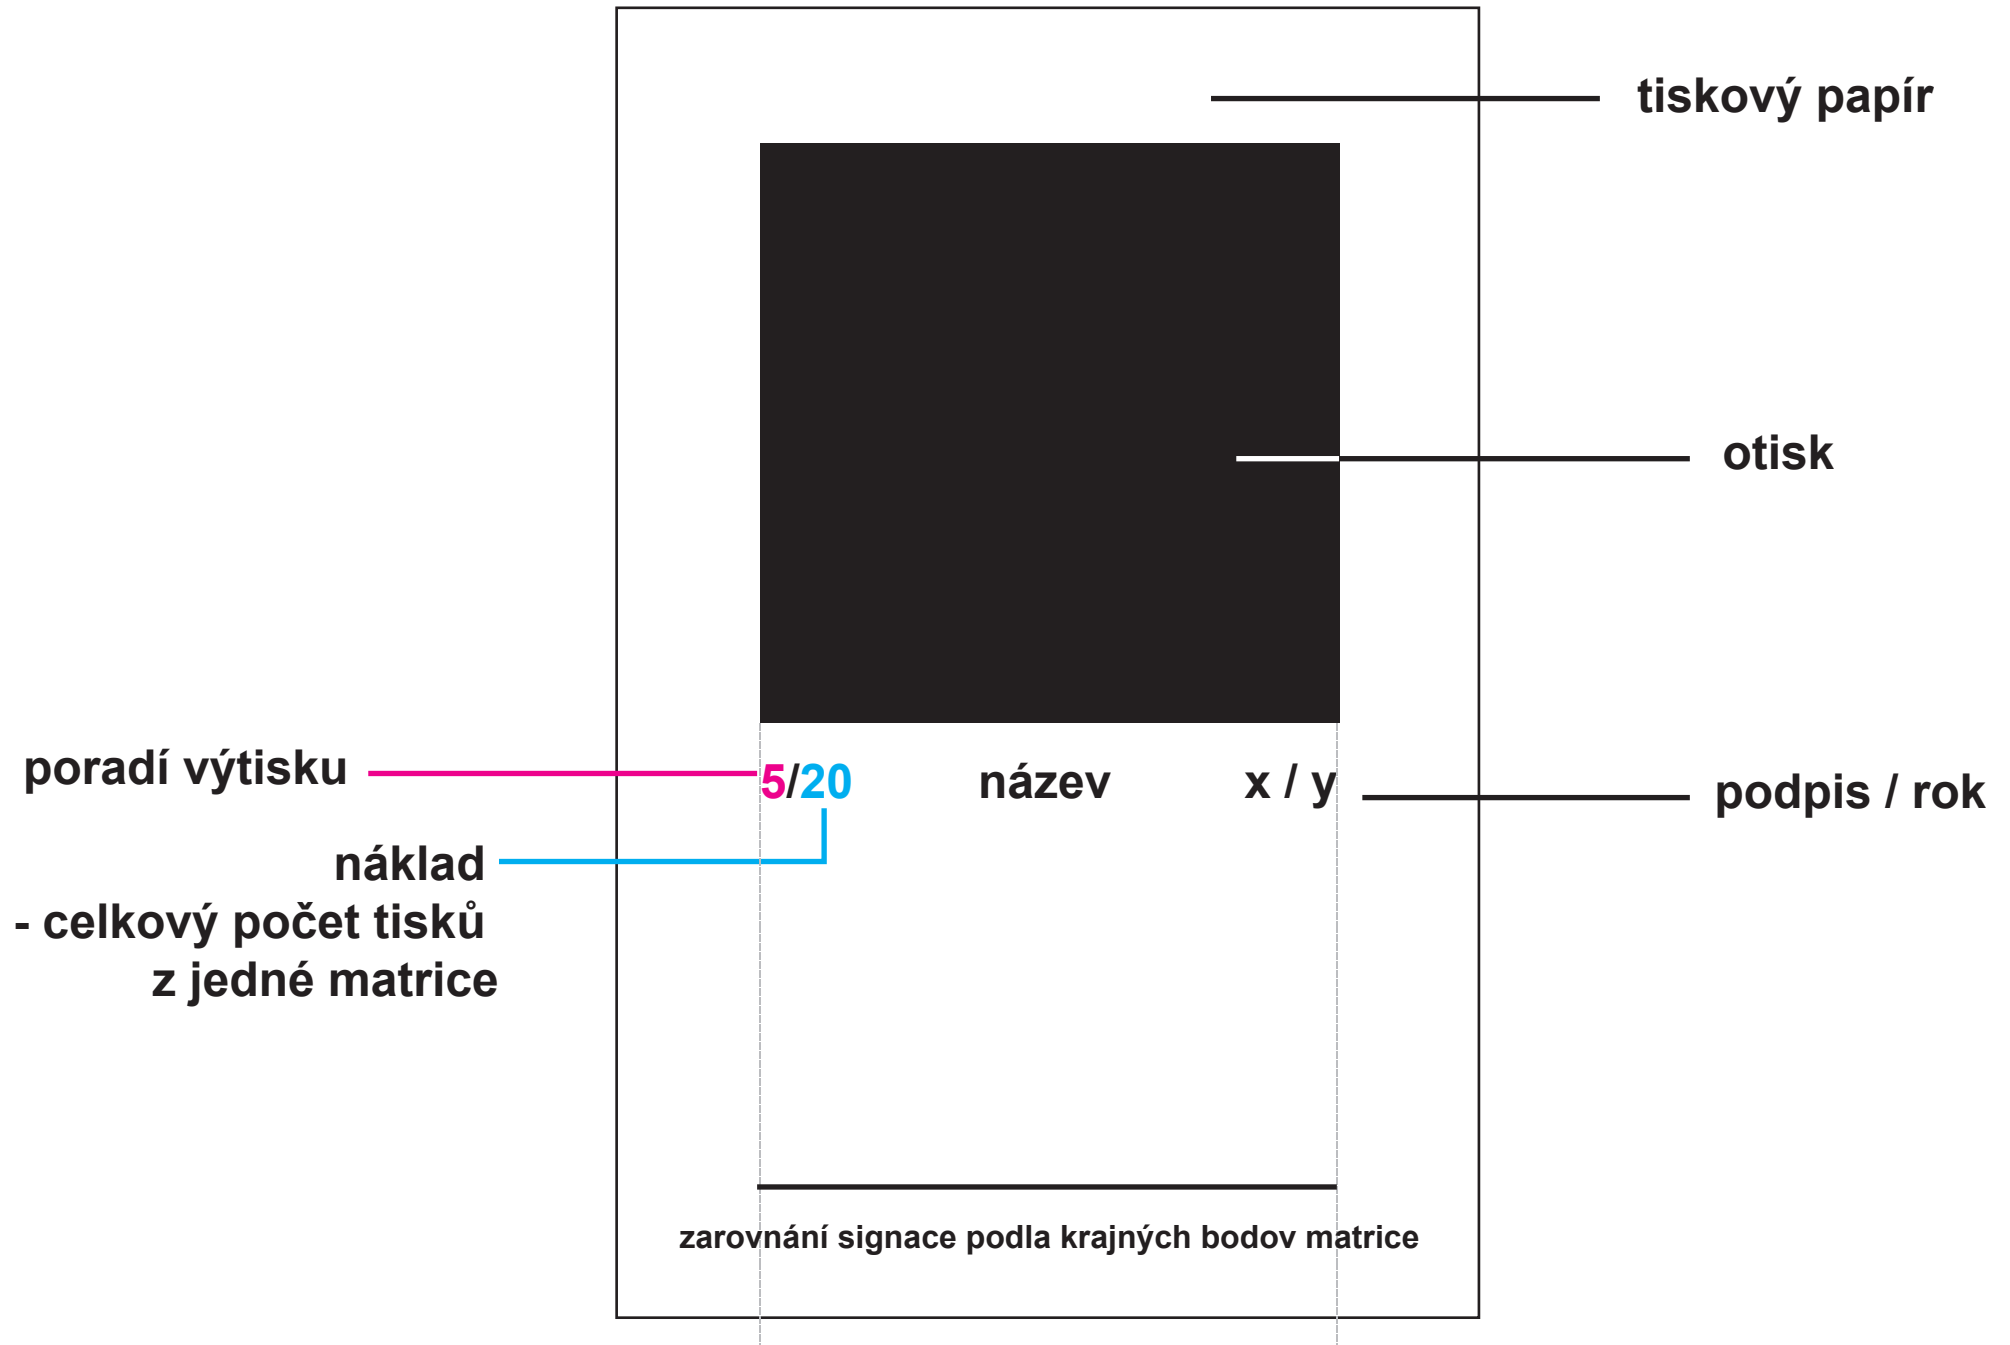 tiskový papír
otisk
poradí výtisku
5/20 název x / y
podpis / rok
náklad
- celkový počet tisků
z jedné matrice
zarovnání signace podla krajných bodov matrice